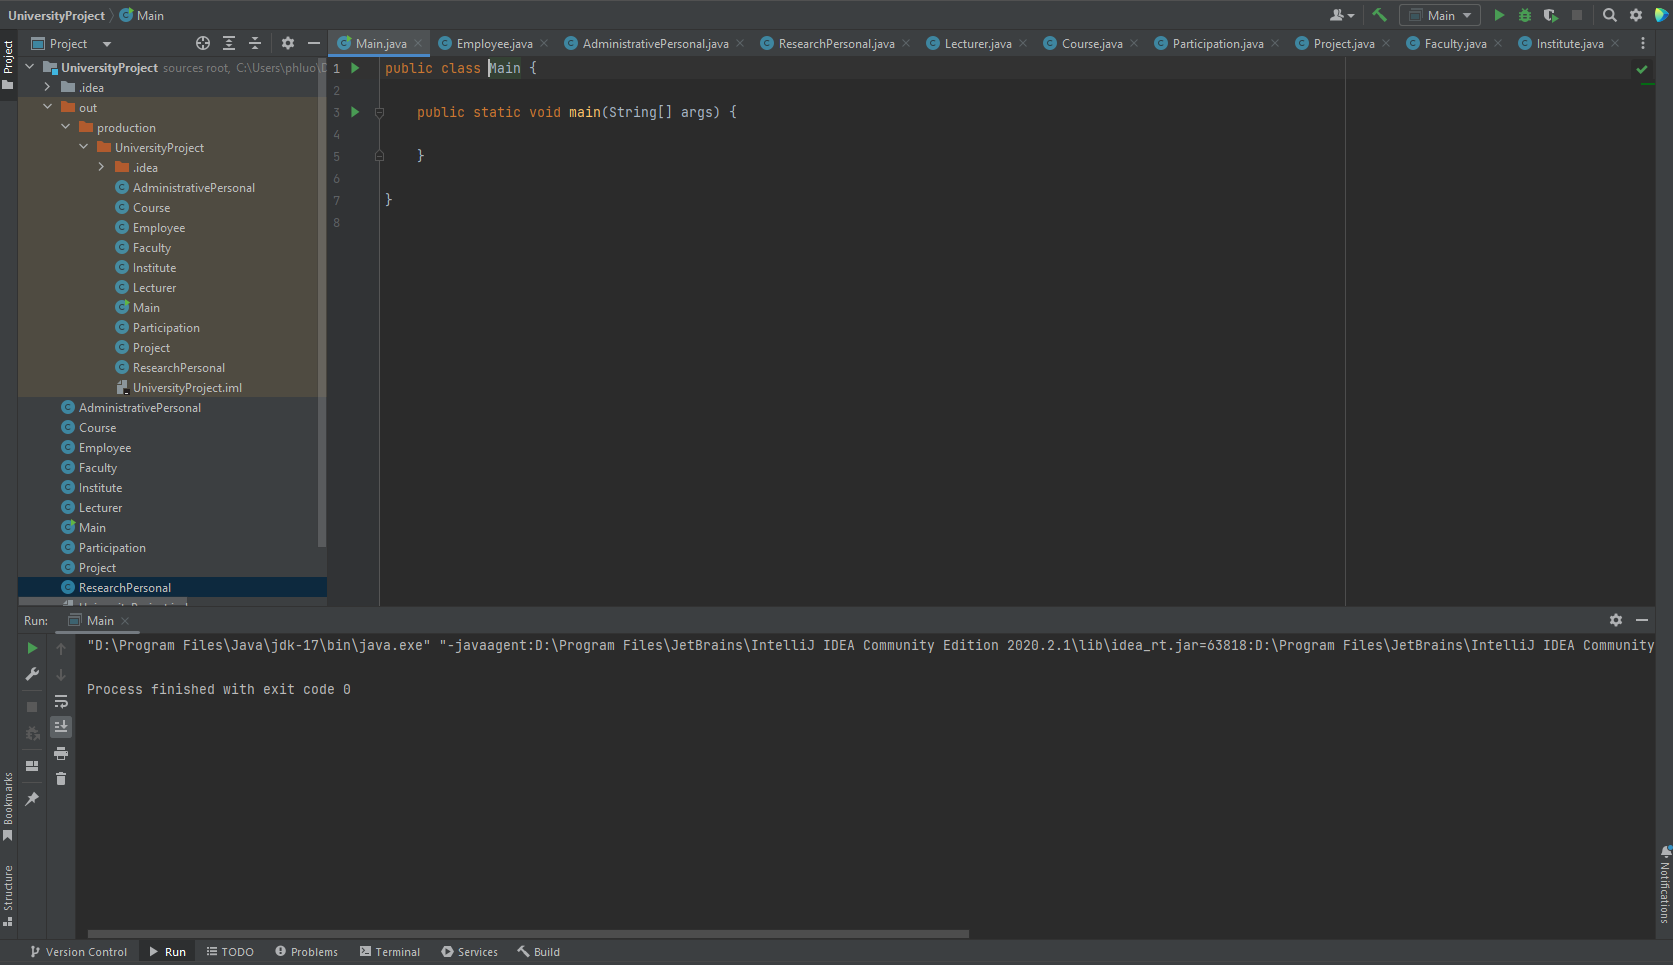 UniversityProject Main
Main
Project
Main.java Employee.java AdministrativePersonal.java ResearchPersonal.java Lecturer.java Course.java Participation.java Project.java Faculty.java Institute.java
Project
UniversityProject sources root, C:\Users\phluo\
.idea
out
production
UniversityProject
.idea
AdministrativePersonal
Course
Employee
Faculty
Institute
Lecturer
Main
Participation
Project
ResearchPersonal
UniversityProject.iml
AdministrativePersonal
Course
Employee
Faculty
Institute
Lecturer
Main
Participation
Project
ResearchPersonal
1 public class Main {
2
3 public static void main(String[] args) {
4
5 }
6
7 }
8
Run: Main
"D:\Program Files\Java\jdk-17\bin\java.exe" "-javaagent:D:\Program Files\JetBrains\IntelliJ IDEA Community Edition 2020.2.1\lib\idea_rt.jar=63818:D:\Program Files\JetBrains\IntelliJ IDEA Community
Process finished with exit code 0
Bookmarks
Structure
Notifications
Version Control Run TODO Problems Terminal Services Build